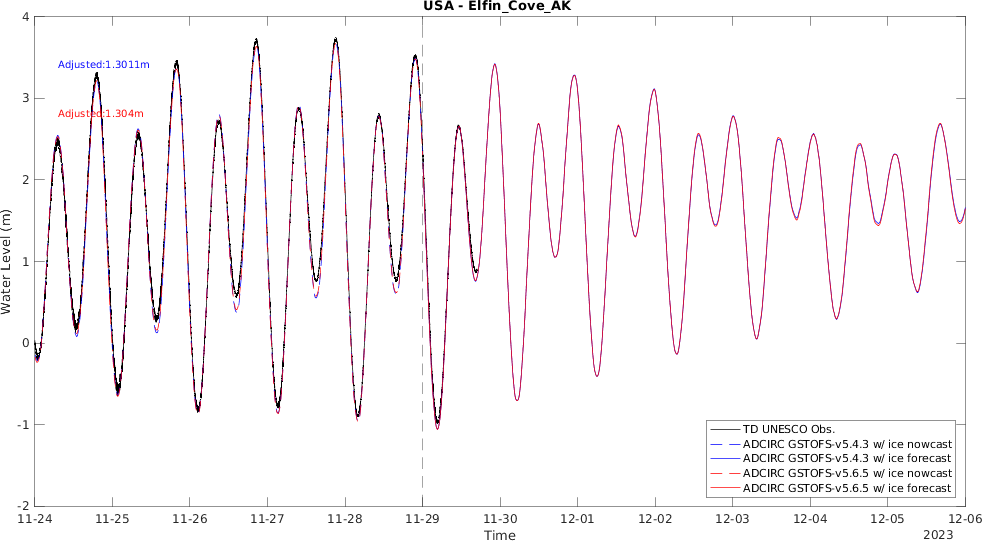 USA - Elfin_Cove_AK
4
3
2
1
0
-1
-2
Water Level (m)
Adjusted:1.3011m
Adjusted:1.304m
TD UNESCO Obs.
ADCIRC GSTOFS-v5.4.3 w/ ice nowcast
ADCIRC GSTOFS-v5.4.3 w/ ice forecast
ADCIRC GSTOFS-v5.6.5 w/ ice nowcast
ADCIRC GSTOFS-v5.6.5 w/ ice forecast
11-24 11-25 11-26 11-27 11-28 11-29 11-30 12-01 12-02 12-03 12-04 12-05 12-06
Time
2023